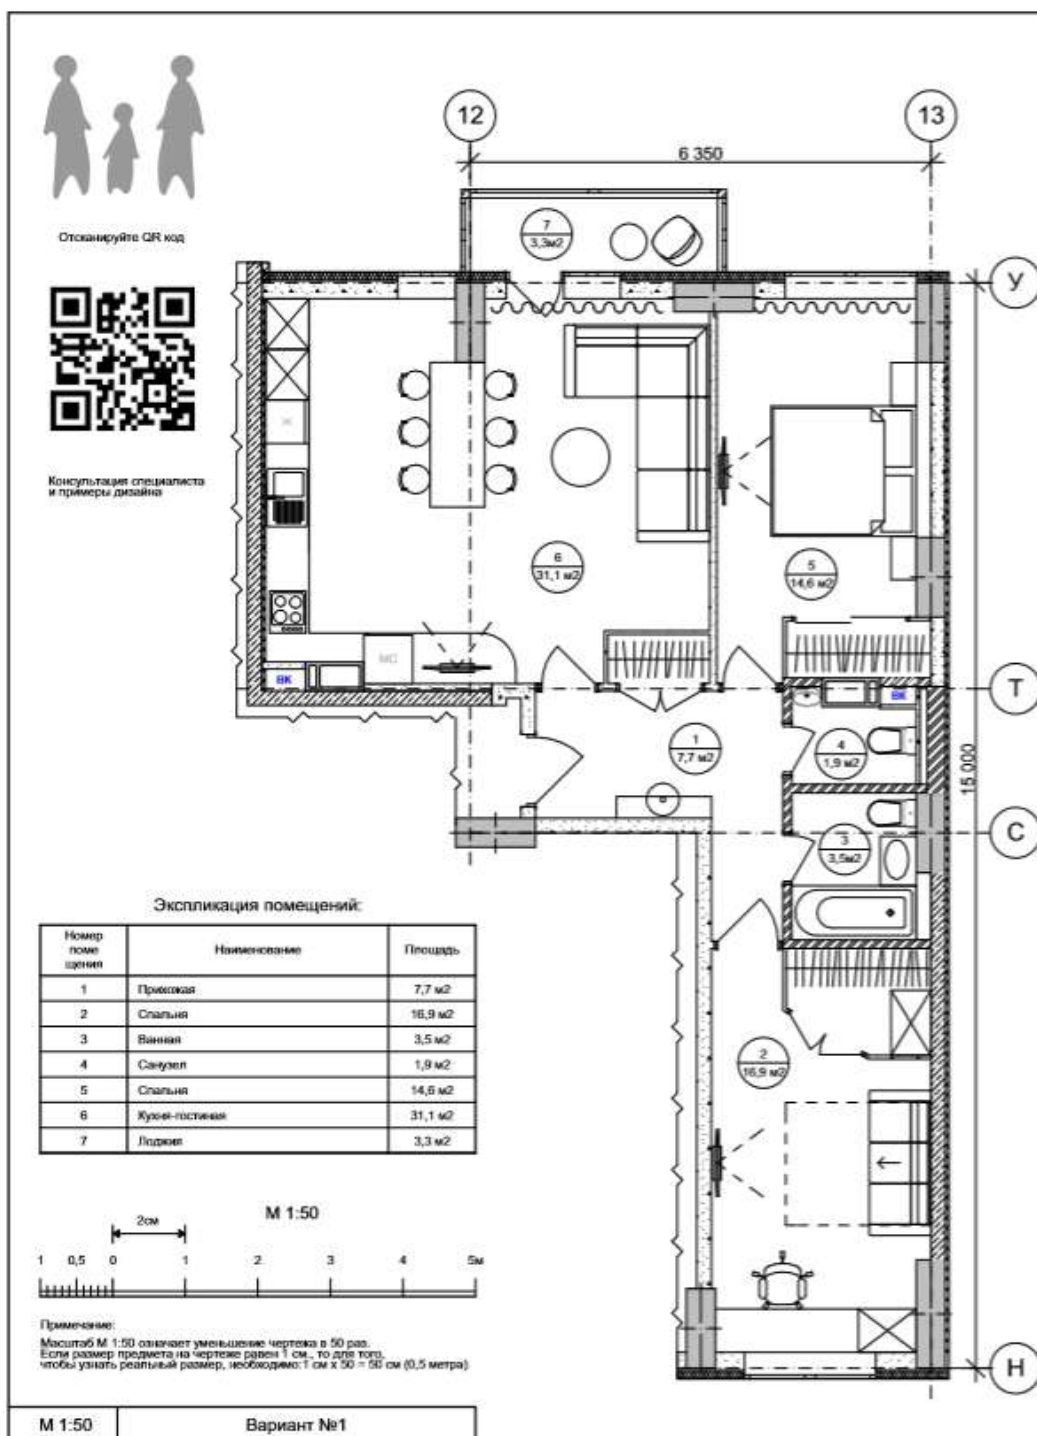 12
13
6 350
Отсканируйте QR код
7
3,3м2
У
Консультация специалиста
и примеры дизайна
6
31,1 м2
5
14,6 м2
МС
ВК
ВК
Т
1
7,7 м2
4
1,9 м2
15 000
3
3,5м2
С
Экспликация помещений:
Номер поме щения
Наименование
Площадь
1 Прихожая 7,7 м2
2 Спальня 16,9 м2
3 Ванная 3,5 м2
4 Санузел 1,9 м2
5 Спальня 14,6 м2
6 Кухня-гостиная 31,1 м2
7 Лоджия 3,3 м2
2
16,9 м2
М 1:50
2см
1 0,5 0 1 2 3 4 5м
Примечание:
Масштаб М 1:50 означает уменьшение чертежа в 50 раз.
Если размер предмета на чертеже равен 1 см., то для того,
чтобы узнать реальный размер, необходимо:1 см х 50 = 50 см (0,5 метра)
Н
М 1:50
Вариант №1